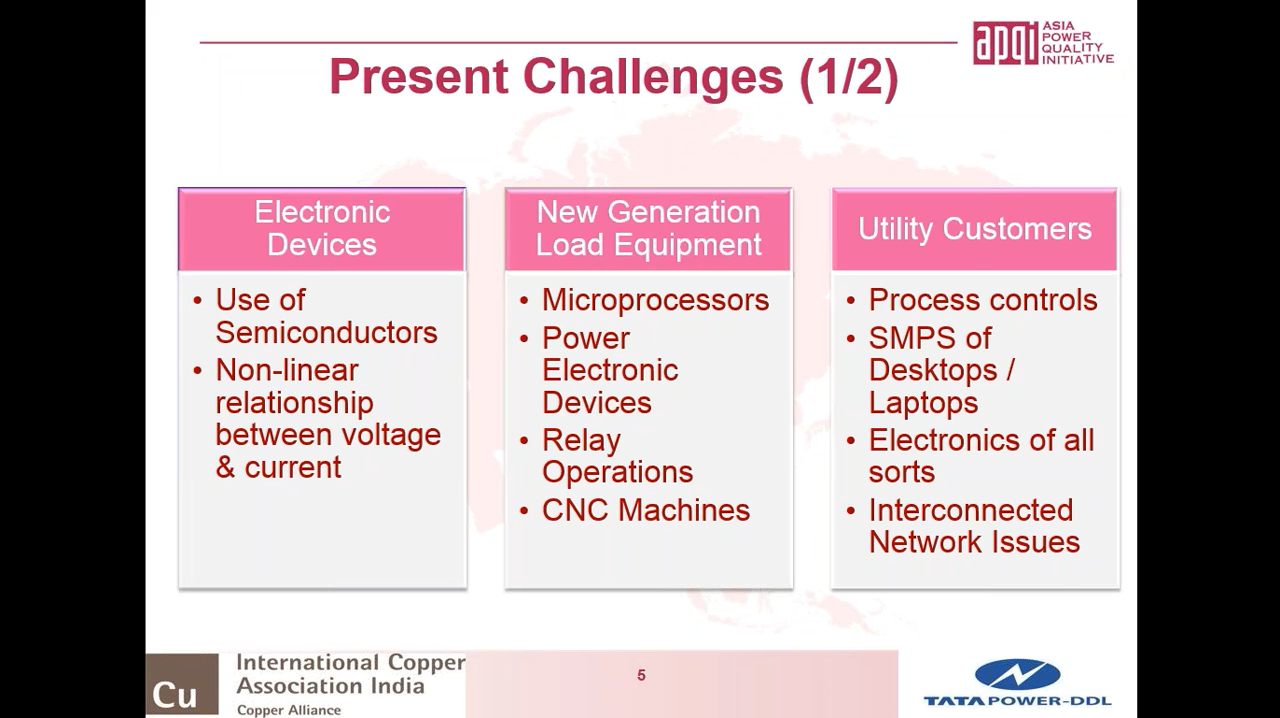 apqi ASIA
POWER
QUALITY
INITIATIVE
Present Challenges (1/2)
Electronic
Devices
• Use of
Semiconductors
• Non-linear
relationship
between voltage
& current
New Generation
Load Equipment
• Microprocessors
• Power
Electronic
Devices
• Relay
Operations
• CNC Machines
Utility Customers
• Process controls
• SMPS of
Desktops /
Laptops
• Electronics of all
sorts
• Interconnected
Network Issues
Cu
International Copper
Association India
Copper Alliance
5
TATA POWER-DDL